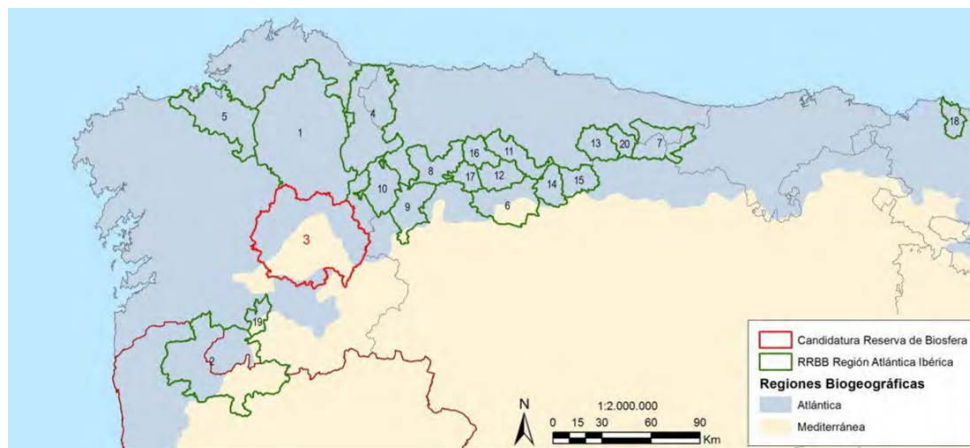 5
1
4
18
13
20
7
16
11
8
17
12
10
14
15
9
6
3
19
2
Candidatura Reserva de Biosfera
RRBB Región Atlántica Ibérica
Regiones Biogeográficas
Atlántica
Mediterránea
N
1:2.000.000
0 15 30 60 90
Km